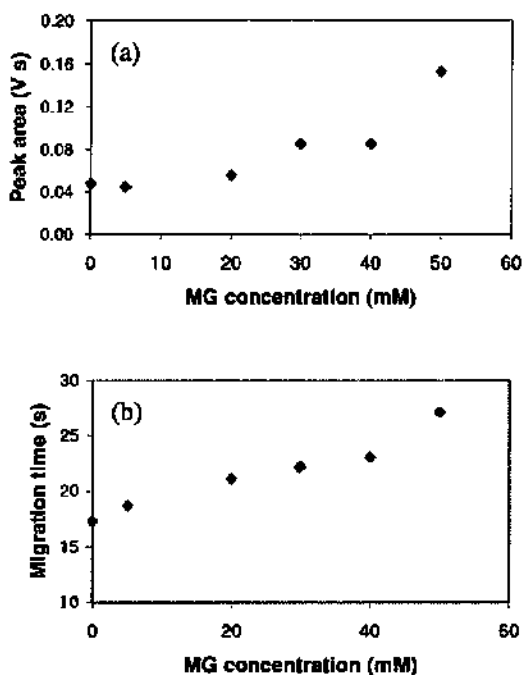 (a)
Peak area (V s)
0.20
0.16
0.12
0.08
0.04
0.00
0 10 20 30 40 50 60
MG concentration (mM)
(b)
Migration time (s)
30
25
20
15
10
0 20 40 60
MG concentration (mM)